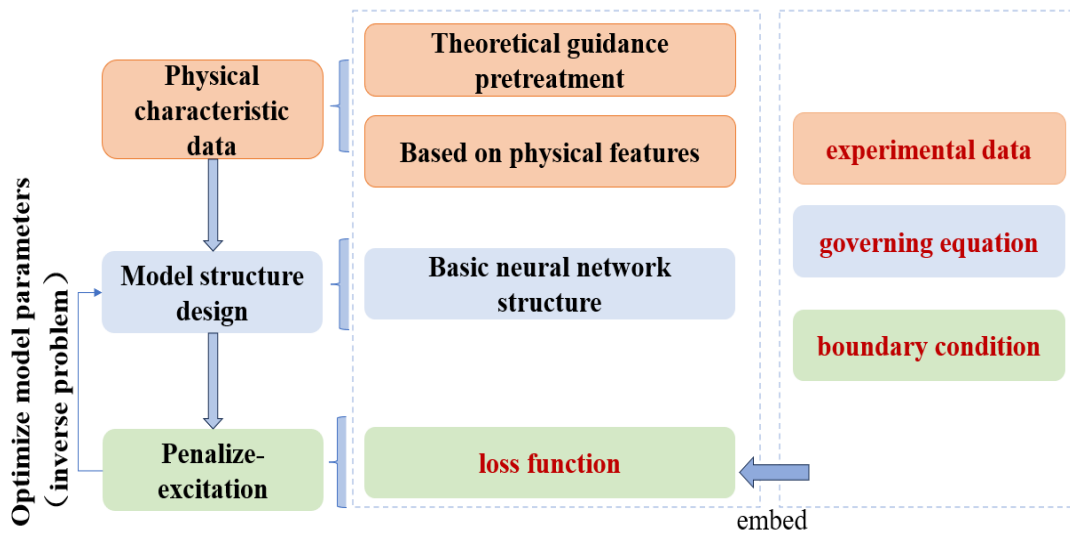 Physical
characteristic
data
Theoretical guidance
pretreatment
Based on physical features
experimental data
governing equation
boundary condition
Model structure
design
Basic neural network
structure
Penalize-
excitation
loss function
embed
Optimize model parameters
（inverse problem）